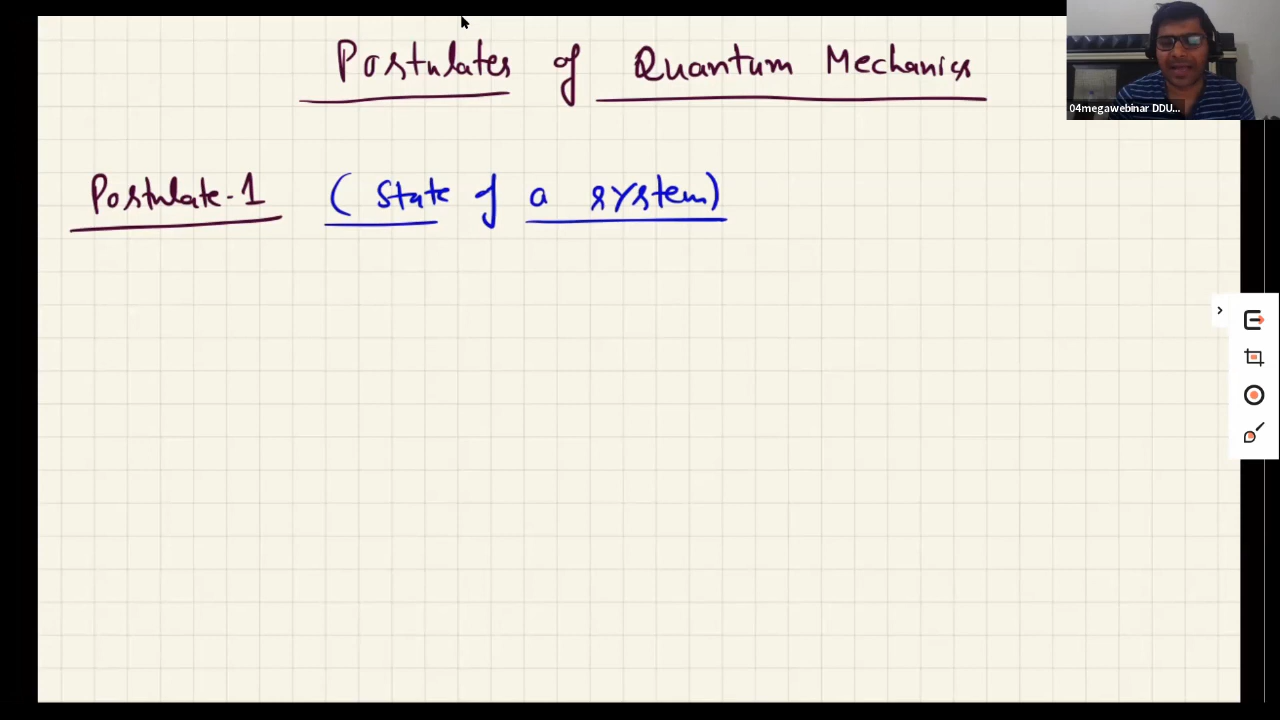 Postulates of Quantum Mechanics
04megawebinar DDU...
Postulate-1 (State of a system)